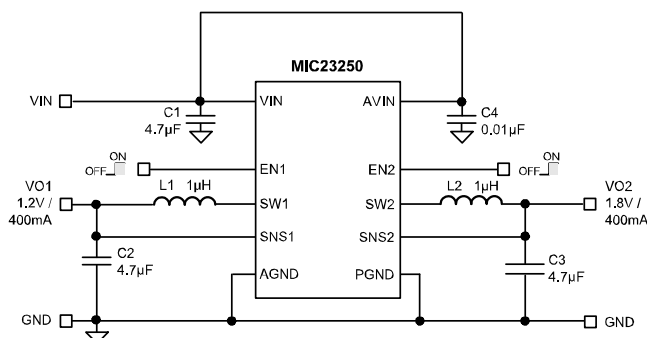 MIC23250
VIN
VIN
AVIN
C1
4.7µF
C4
0.01µF
ON
OFF
EN1
EN2
ON
OFF
VO1
1.2V /
400mA
L1 1µH
SW1
SW2
L2 1µH
VO2
1.8V /
400mA
SNS1
SNS2
C2
4.7µF
AGND
PGND
C3
4.7µF
GND
GND